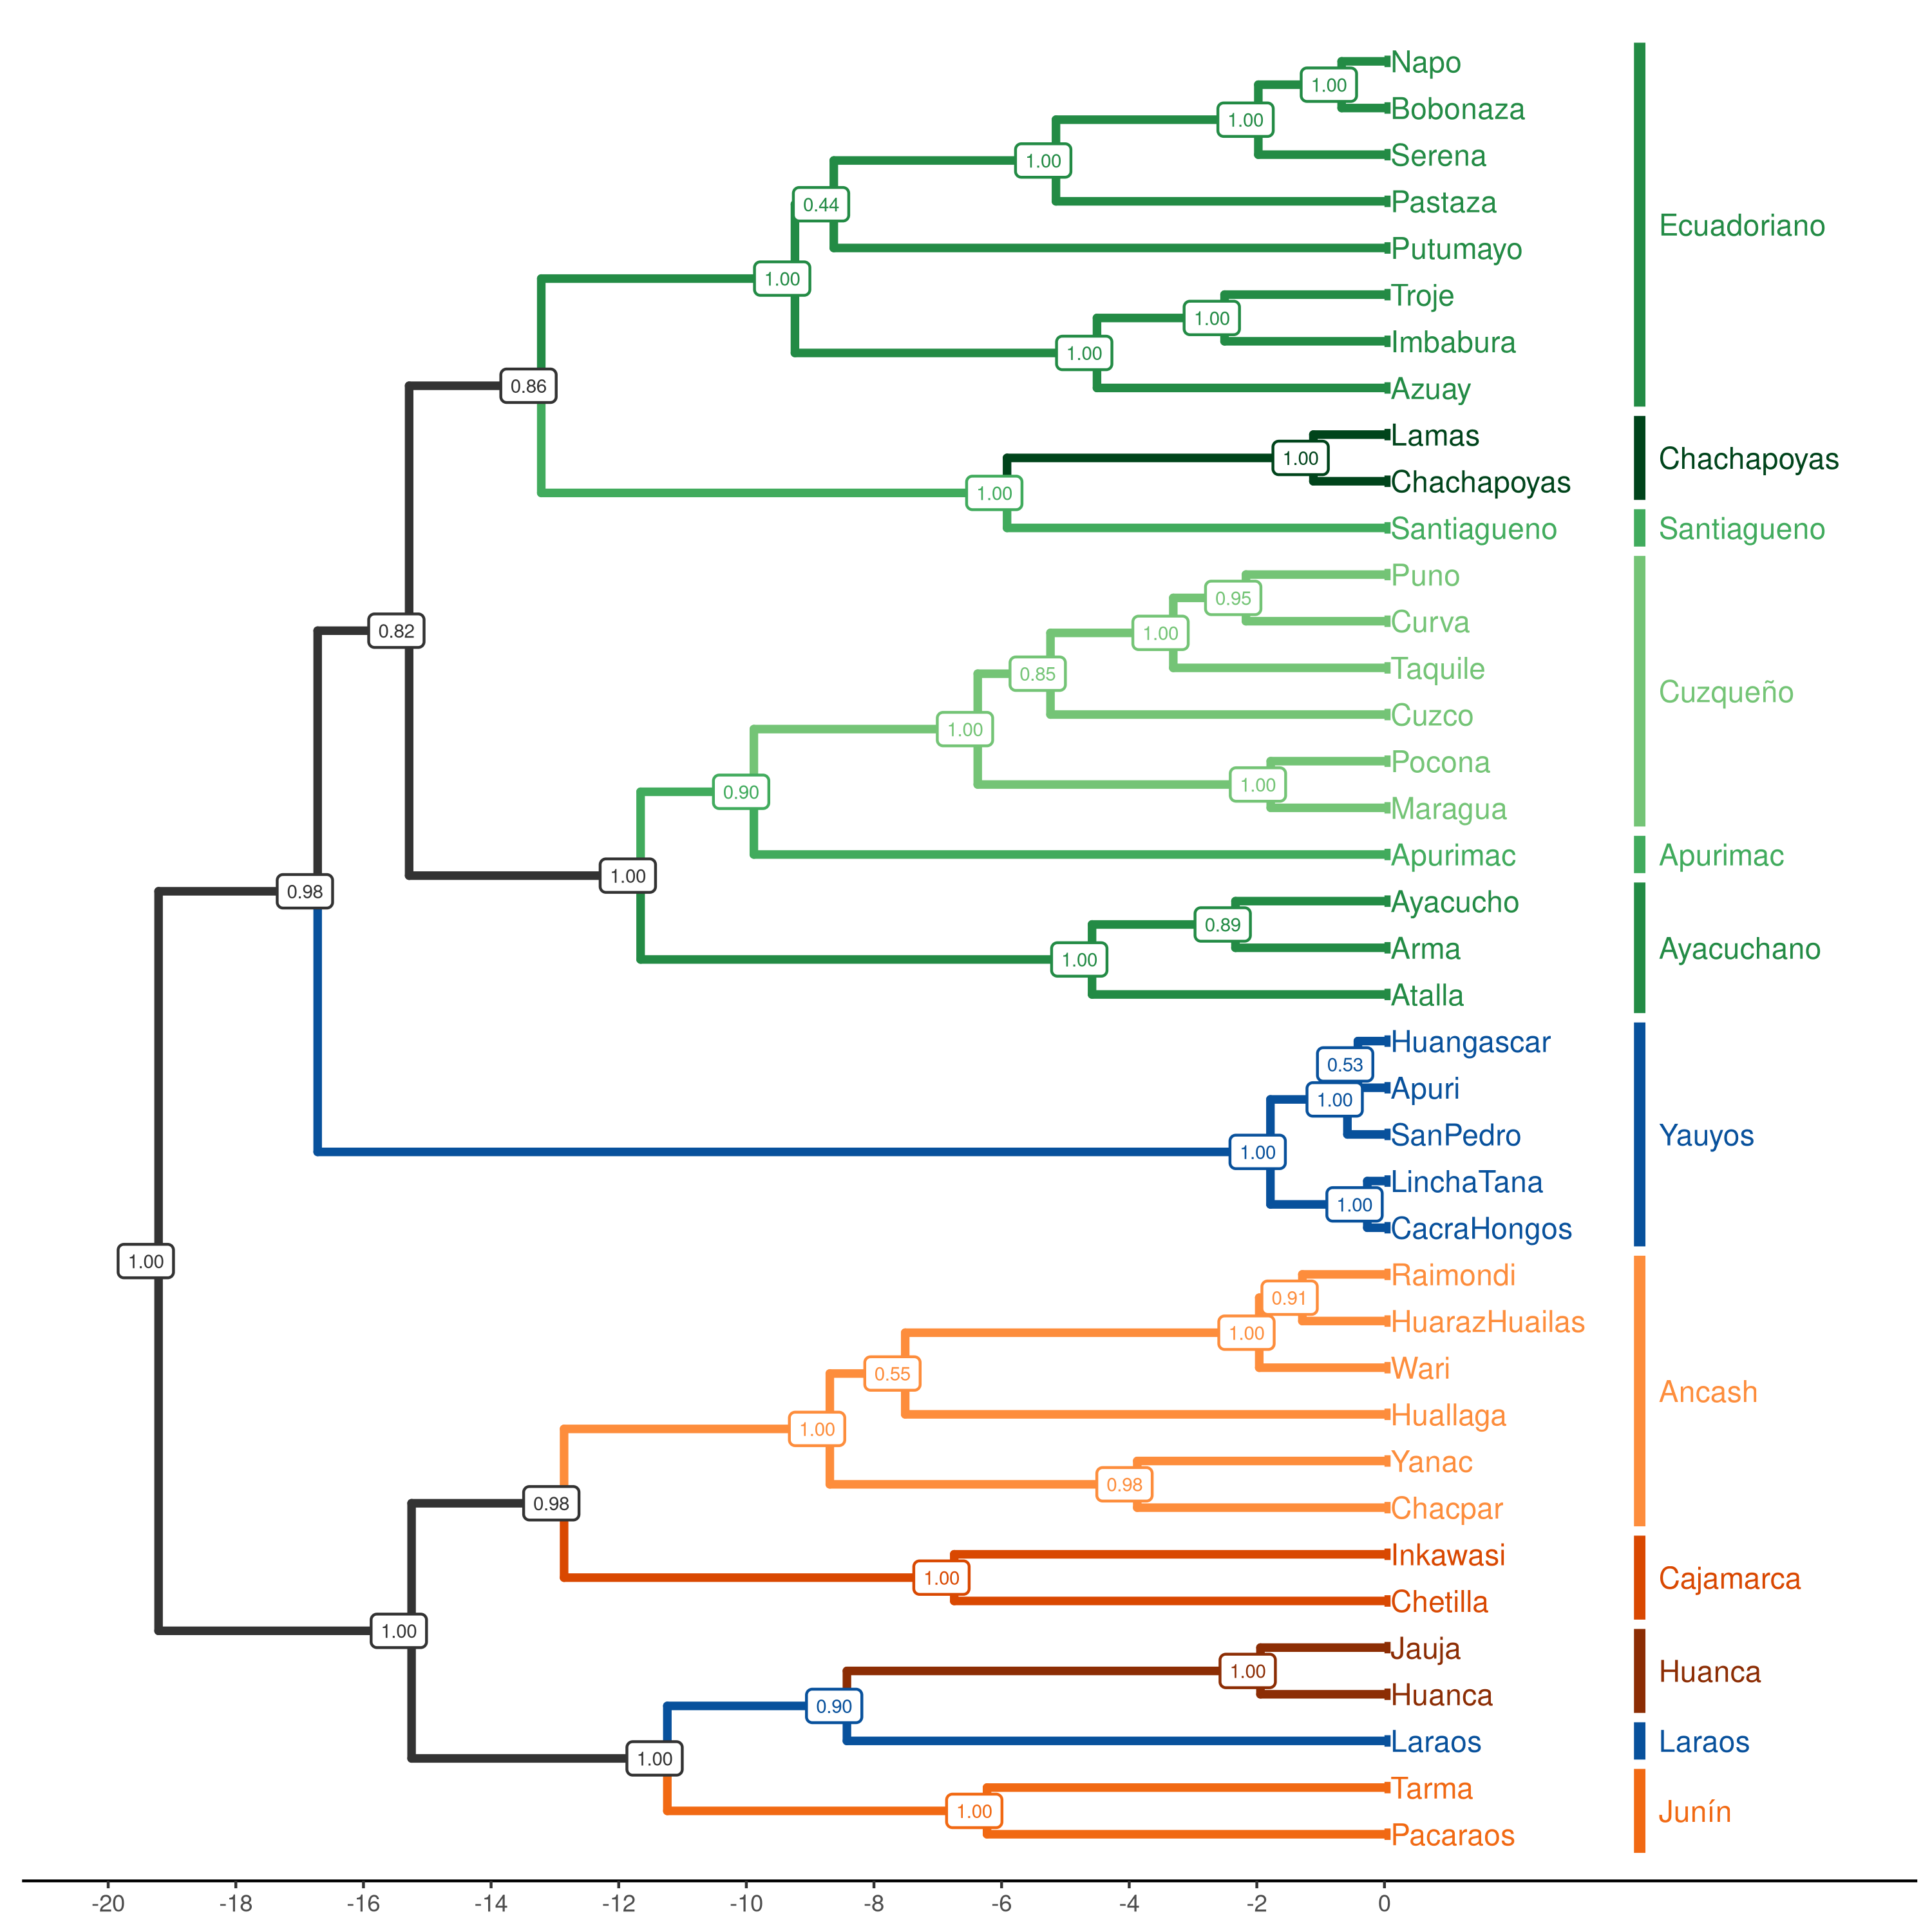 Napo
1.00
Bobonaza
1.00
Serena
1.00
Pastaza
0.44
Ecuadoriano
Putumayo
1.00
Troje
1.00
Imbabura
1.00
Azuay
0.86
Lamas
1.00
Chachapoyas
Chachapoyas
1.00
Santiagueno
Santiagueno
Puno
0.95
Curva
0.82
1.00
Taquile
0.85
Cuzqueño
Cuzco
1.00
Pocona
1.00
0.90
Maragua
Apurimac
Apurimac
1.00
0.98
Ayacucho
0.89
Arma
Ayacuchano
1.00
Atalla
Huangascar
0.53
Apuri
1.00
SanPedro
Yauyos
1.00
LinchaTana
1.00
CacraHongos
1.00
Raimondi
0.91
HuarazHuailas
1.00
Wari
0.55
Ancash
Huallaga
1.00
Yanac
0.98
0.98
Chacpar
Inkawasi
1.00
Cajamarca
Chetilla
1.00
Jauja
1.00
Huanca
Huanca
0.90
Laraos
Laraos
1.00
Tarma
1.00
Junín
Pacaraos
-20 -18 -16 -14 -12 -10 -8 -6 -4 -2 0